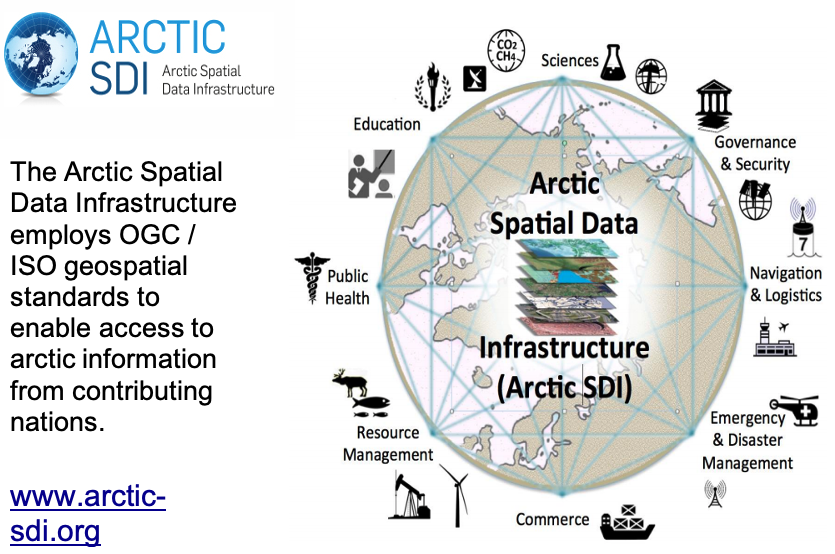 ARCTIC
SDI Arctic Spatial
Data Infrastructure
The Arctic Spatial
Data Infrastructure
employs OGC /
ISO geospatial
standards to
enable access to
arctic information
from contributing
nations.
www.arctic-
sdi.org
CO2
CH4
Sciences
Education
Governance
& Security
7
Public
Health
Navigation
& Logistics
Arctic
Spatial Data
Infrastructure
(Arctic SDI)
Resource
Management
Emergency
& Disaster
Management
Commerce